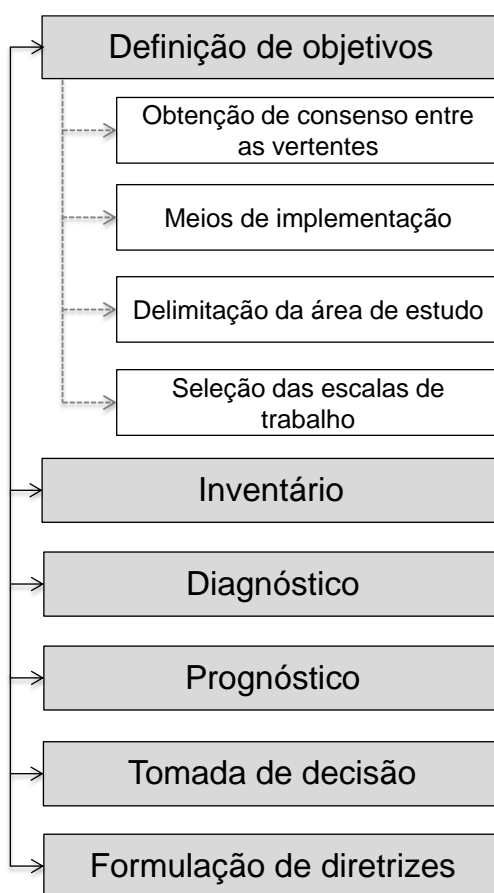 Definição de objetivos
Obtenção de consenso entre
as vertentes
Meios de implementação
Delimitação da área de estudo
Seleção das escalas de
trabalho
Inventário
Diagnóstico
Prognóstico
Tomada de decisão
Formulação de diretrizes